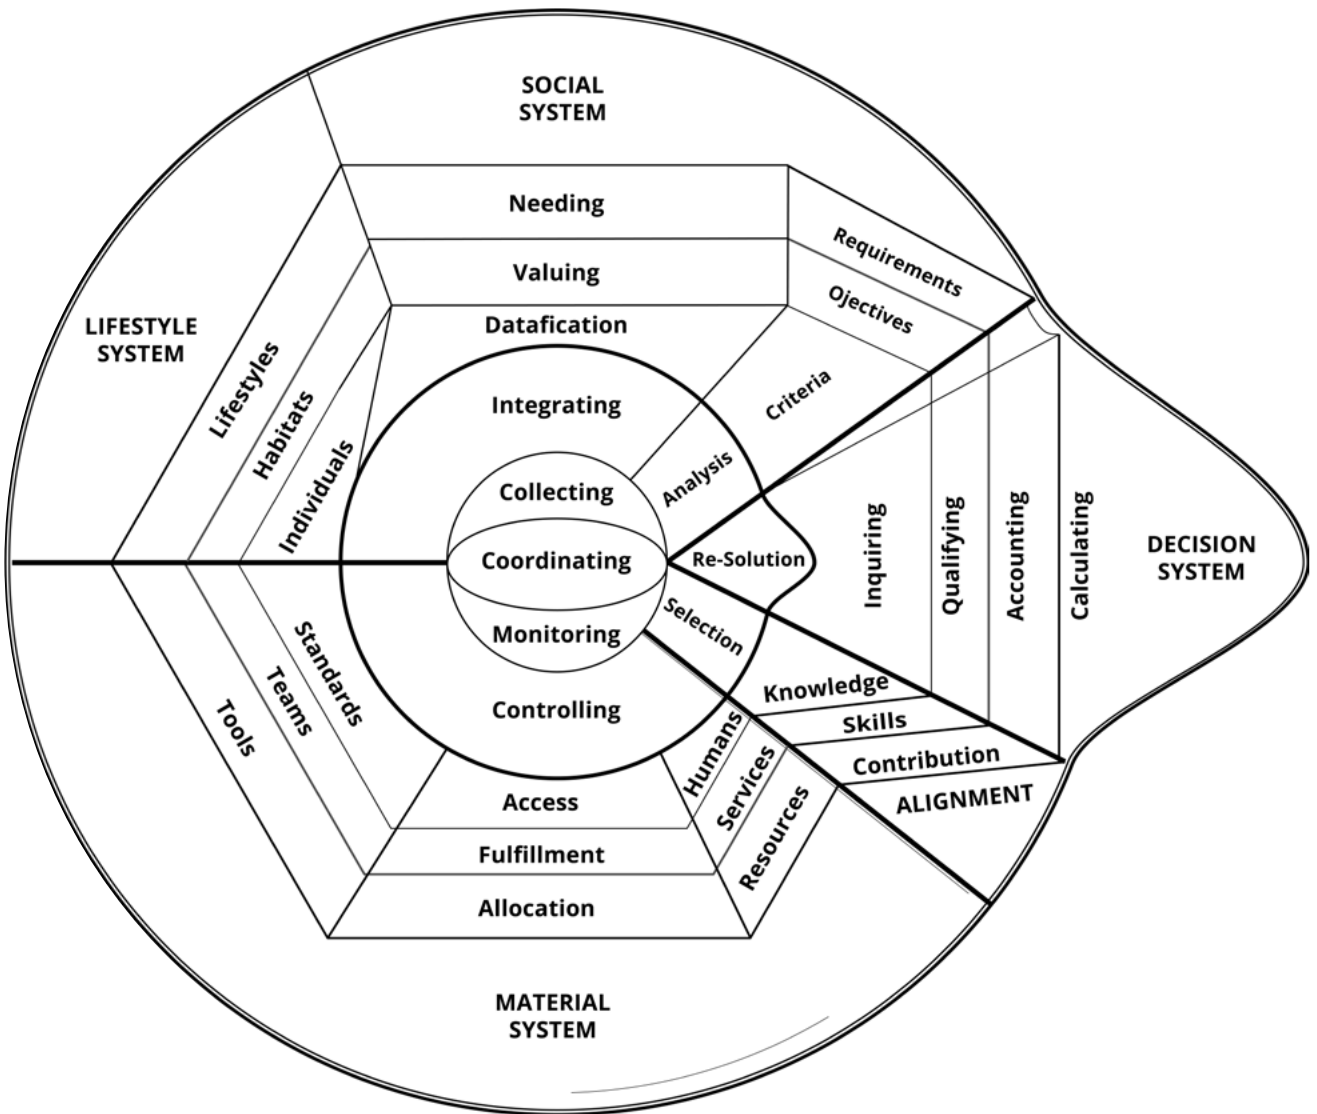 SOCIAL
SYSTEM
Needing
Valuing
Datafication
Requirements
Ojectives
Criteria
Analysis
LIFESTYLE
SYSTEM
Lifestyles
Habitats
Individuals
Integrating
Collecting
Coordinating
Monitoring
Controlling
Re-Solution
Selection
Inquiring
Qualifying
Accounting
Calculating
DECISION
SYSTEM
Knowledge
Skills
Contribution
ALIGNMENT
Standards
Teams
Tools
Humans
Services
Resources
Access
Fulfillment
Allocation
MATERIAL
SYSTEM